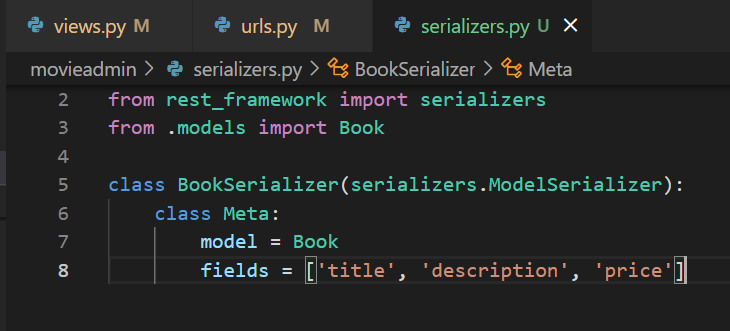 views.py M urls.py M serializers.py U ×
movieadmin > serializers.py > BookSerializer > Meta
2 from rest_framework import serializers
3 from .models import Book
4
5 class BookSerializer(serializers.ModelSerializer):
6     class Meta:
7         model = Book
8         fields = ['title', 'description', 'price']